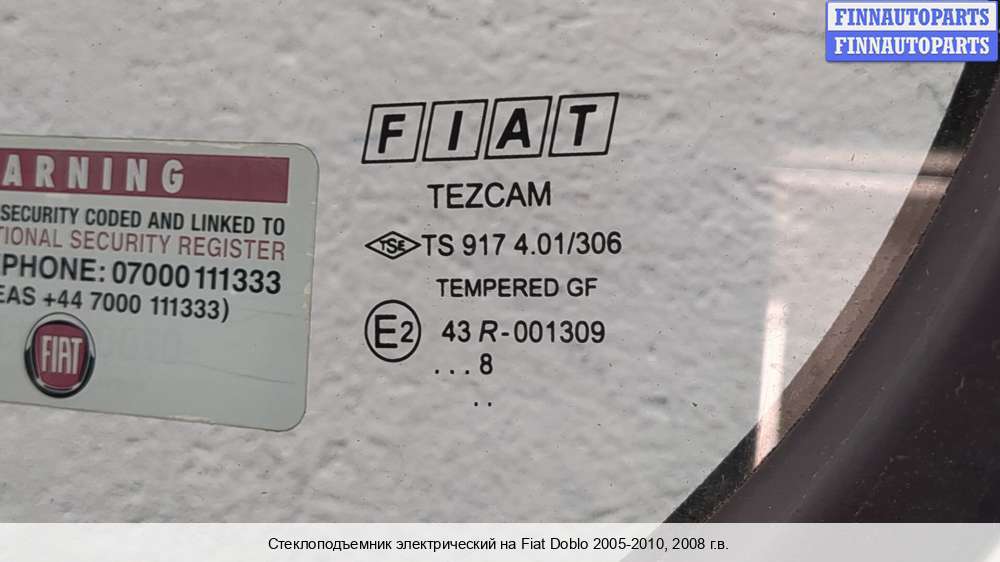 FINNAUTOPARTS
FINNAUTOPARTS
FIAT
TEZCAM
TSE TS 917 4.01/306
TEMPERED GF
E2 43 R-001309
...8
..
ARNING
SECURITY CODED AND LINKED TO
TIONAL SECURITY REGISTER
EPHONE: 07000 111333
EAS +44 7000 111333)
FIAT
Стеклоподъемник электрический на Fiat Doblo 2005-2010, 2008 г.в.